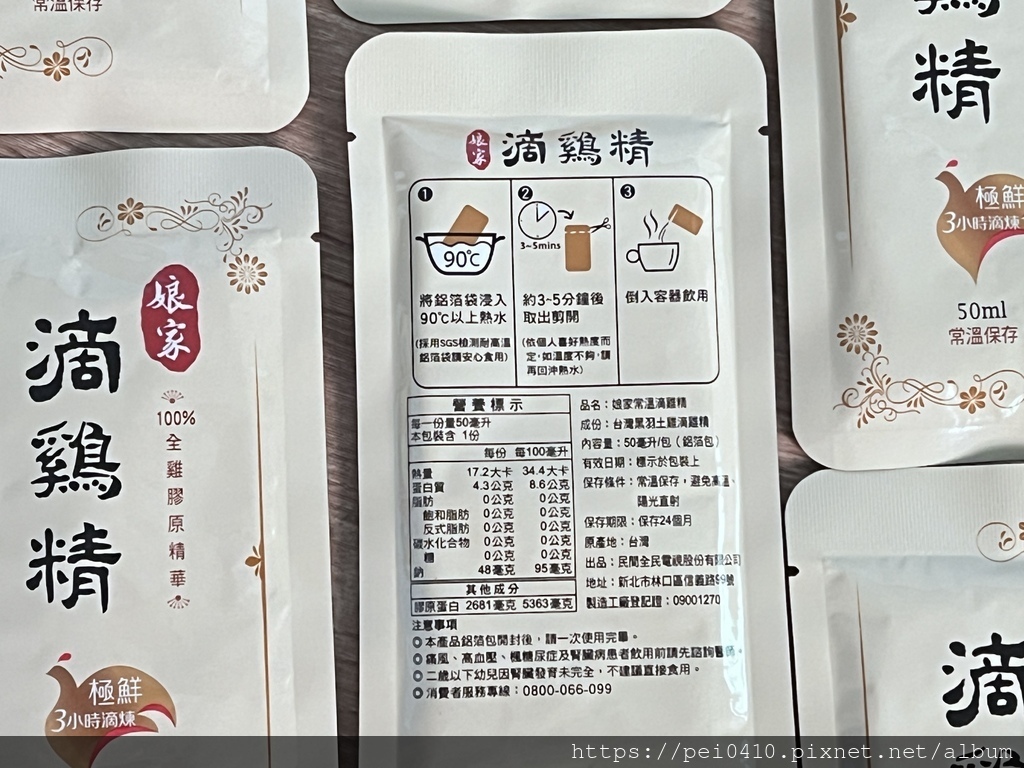 常溫保存
娘家
滴鷄精
100%
全雞膠原精華
極鮮
3小時滴煉
娘家 滴鷄精
1
90℃
將鋁箔袋浸入
90℃以上熱水
(採用SGS檢測耐高溫
鋁箔袋請安心食用)
2
3~5mins
約3~5分鐘後
取出剪開
(依個人喜好熟度而
定,如溫度不夠,請
再回沖熱水)
3
倒入容器飲用
營養標示
每一份量50毫升
本包裝含 1份
每份 每100毫升
熱量 17.2大卡 34.4大卡
蛋白質 4.3公克 8.6公克
脂肪 0公克 0公克
飽和脂肪 0公克 0公克
反式脂肪 0公克 0公克
碳水化合物 0公克 0公克
糖 0公克 0公克
鈉 48毫克 95毫克
其他成分
膠原蛋白 2681毫克 5363毫克
品名：娘家常溫滴雞精
成份：台灣黑羽土雞滴雞精
內容量：50毫升/包（鋁箔包）
有效日期：標示於包裝上
保存條件：常溫保存，避免高溫、
陽光直射
保存期限：保存24個月
原產地：台灣
出品：民間全民電視股份有限公司
地址：新北市林口區信義路99號
製造工廠登記證：09001270
注意事項
◎本產品鋁箔包開封後，請一次使用完畢。
◎痛風、高血壓、楓糖尿症及腎臟病患者飲用前請先諮詢醫師。
◎二歲以下幼兒因腎臟發育未完全，不建議直接食用。
◎消費者服務專線：0800-066-099
鷄精
極鮮
3小時滴煉
50ml
常溫保存
滴
https://pei0410.pixnet.net/album